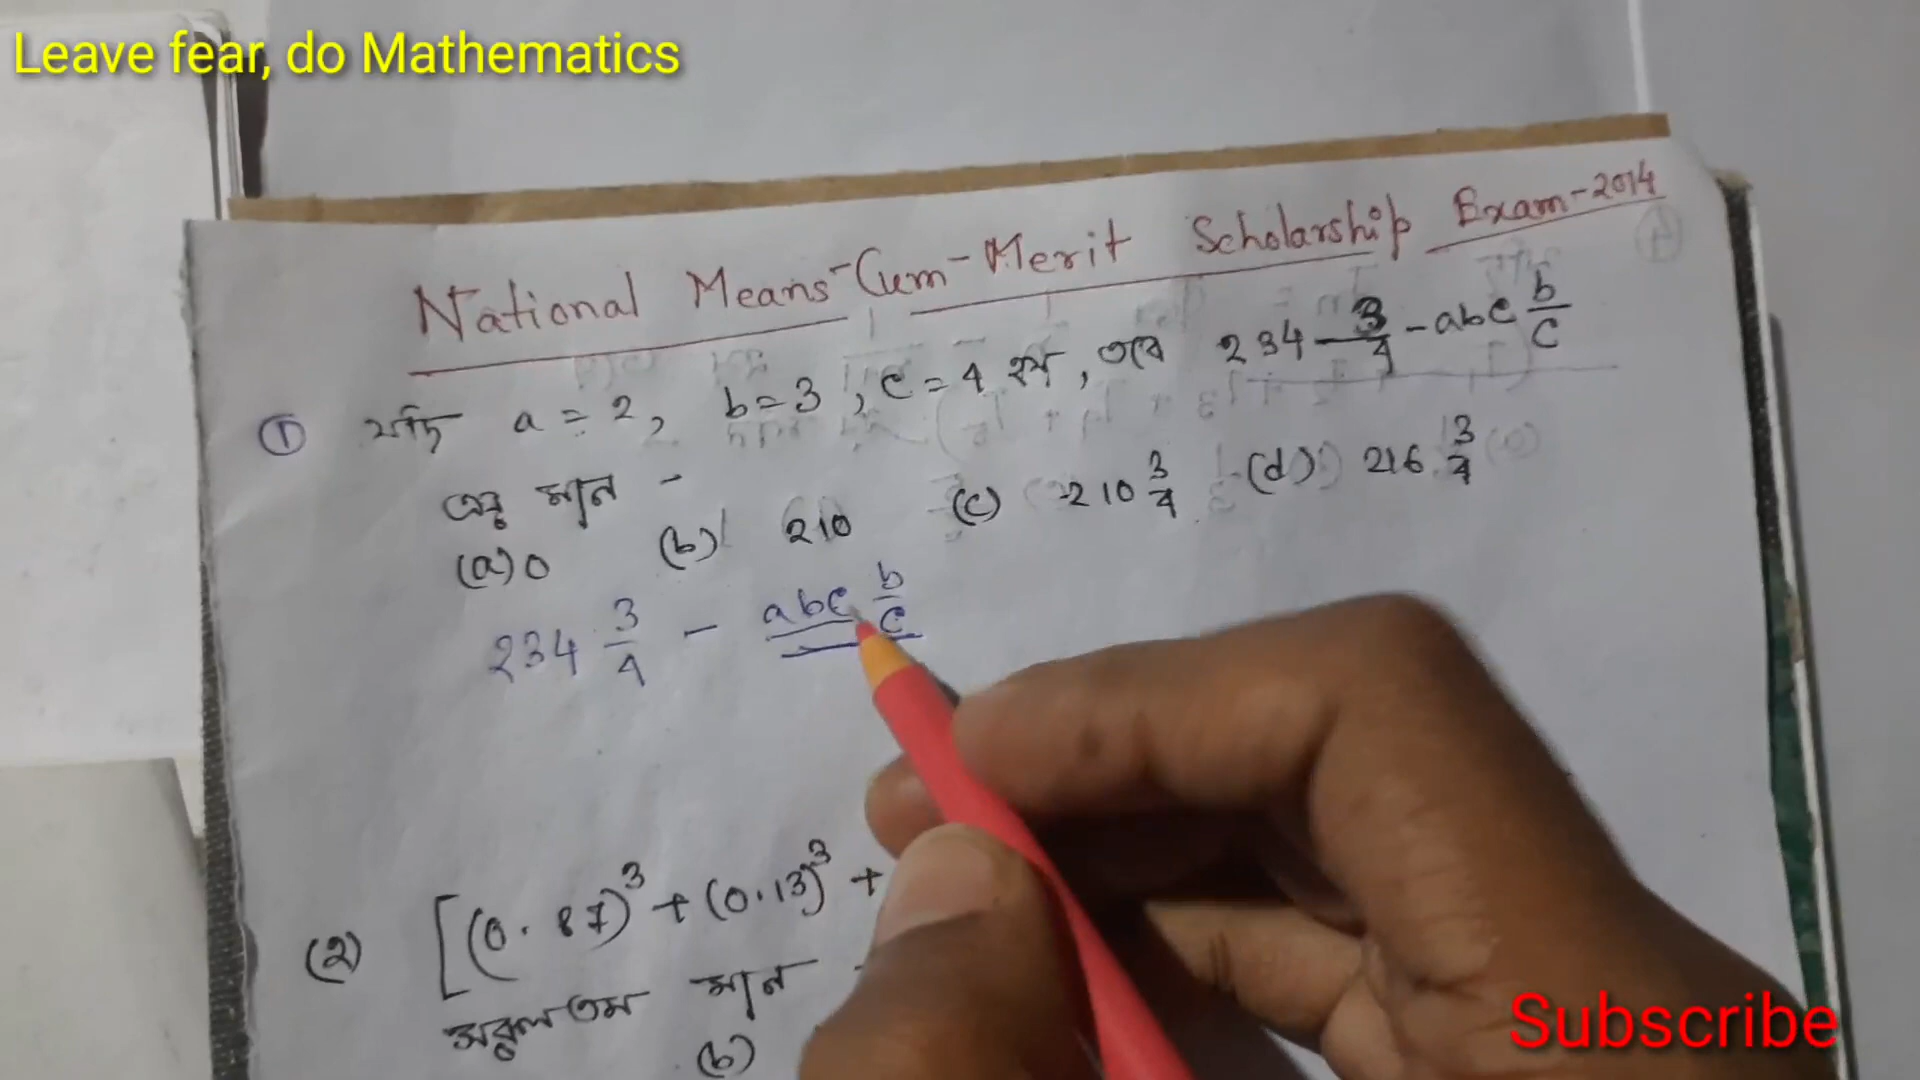 Leave fear, do Mathematics
National Means-Cum-Merit Scholarship Exam-2014
① যদি a = 2, b = 3, c = 4 হয়, তবে 234 3/4 - abc b/c
এর মান -
(a) 0 (b) 210 (c) 210 3/4 (d) 216 3/4
234 3/4 - abc b/c
(২) [(0.87)³ + (0.13)³ +
সরলতম মান -
(b)
Subscribe